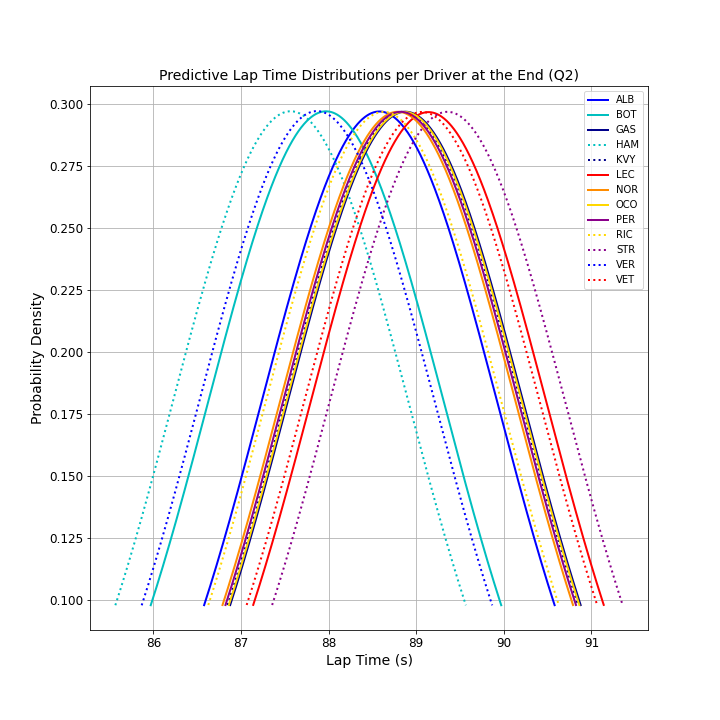 Predictive Lap Time Distributions per Driver at the End (Q2)
Probability Density
0.300
0.275
0.250
0.225
0.200
0.175
0.150
0.125
0.100
86 87 88 89 90 91
Lap Time (s)
ALB
BOT
GAS
HAM
KVY
LEC
NOR
OCO
PER
RIC
STR
VER
VET